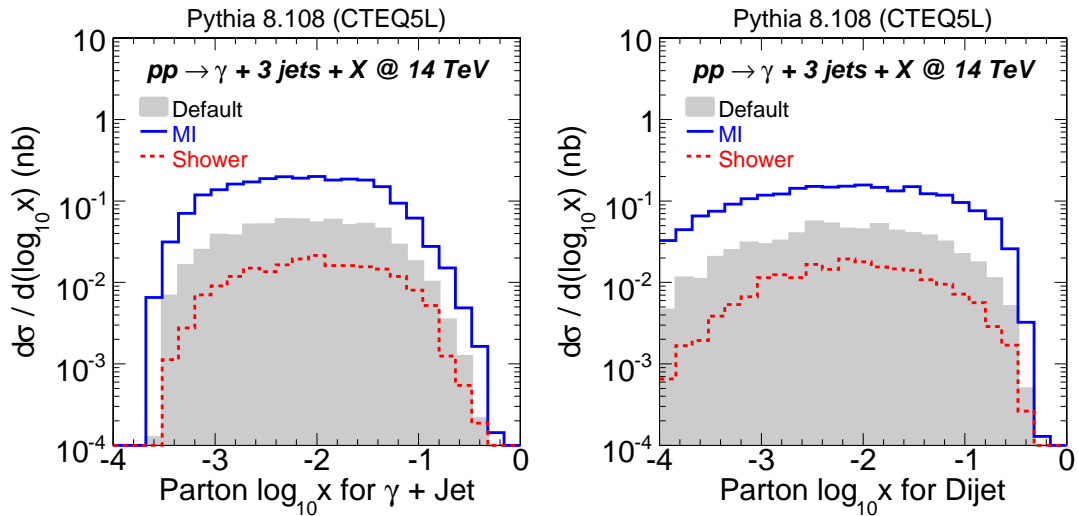 Pythia 8.108 (CTEQ5L)
pp → γ + 3 jets + X @ 14 TeV
Default
MI
Shower
dσ / d(log₁₀x) (nb)
10
1
10⁻¹
10⁻²
10⁻³
10⁻⁴
-4 -3 -2 -1 0
Parton log₁₀x for γ + Jet
Pythia 8.108 (CTEQ5L)
pp → γ + 3 jets + X @ 14 TeV
Default
MI
Shower
dσ / d(log₁₀x) (nb)
10
1
10⁻¹
10⁻²
10⁻³
10⁻⁴
-4 -3 -2 -1 0
Parton log₁₀x for Dijet